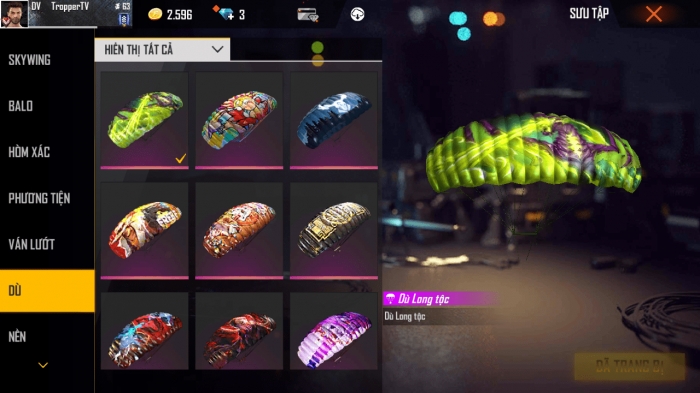 DV TropperTV # 63
2.596
3
SƯU TẬP
SKYWING
BALO
HÒM XÁC
PHƯƠNG TIỆN
VÁN LƯỚT
DÙ
NỀN
HIỂN THỊ TẤT CẢ
Dù Long tộc
Dù Long tộc
ĐÃ TRANG BỊ